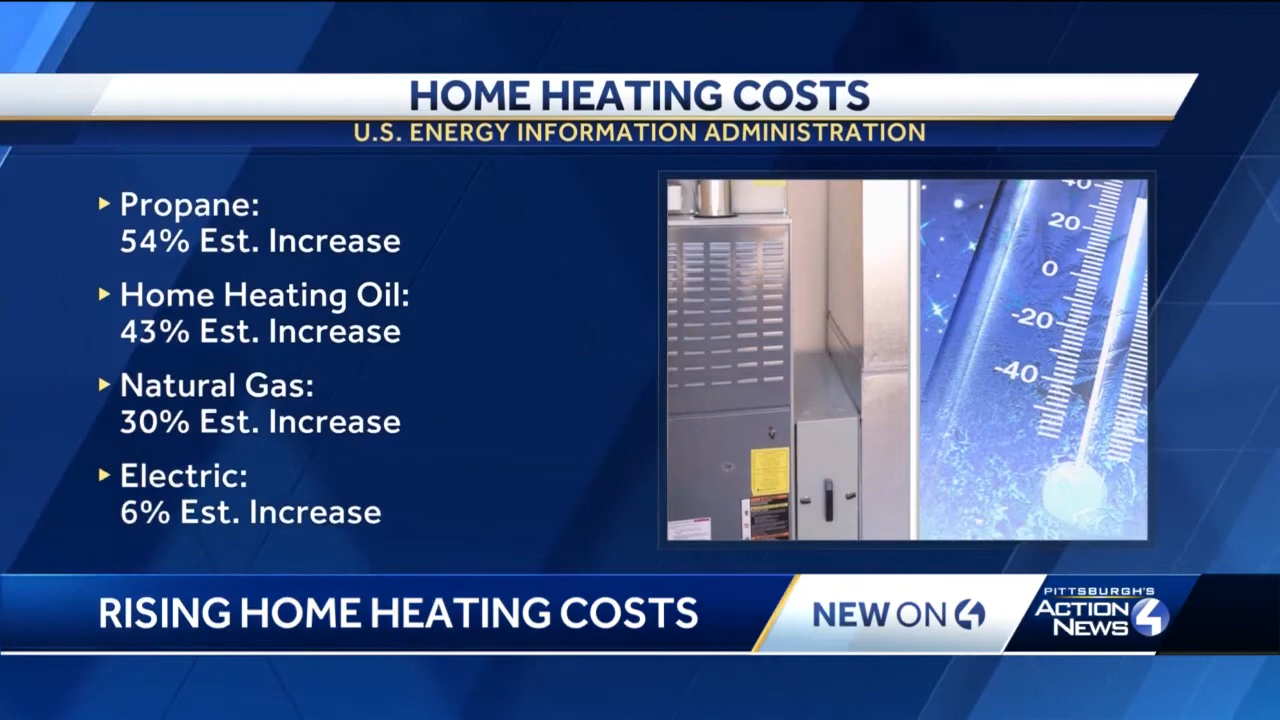 HOME HEATING COSTS
U.S. ENERGY INFORMATION ADMINISTRATION
Propane:
54% Est. Increase
Home Heating Oil:
43% Est. Increase
Natural Gas:
30% Est. Increase
Electric:
6% Est. Increase
40
20
0
-20
-40
RISING HOME HEATING COSTS
NEW ON 4
PITTSBURGH'S
ACTION
NEWS 4